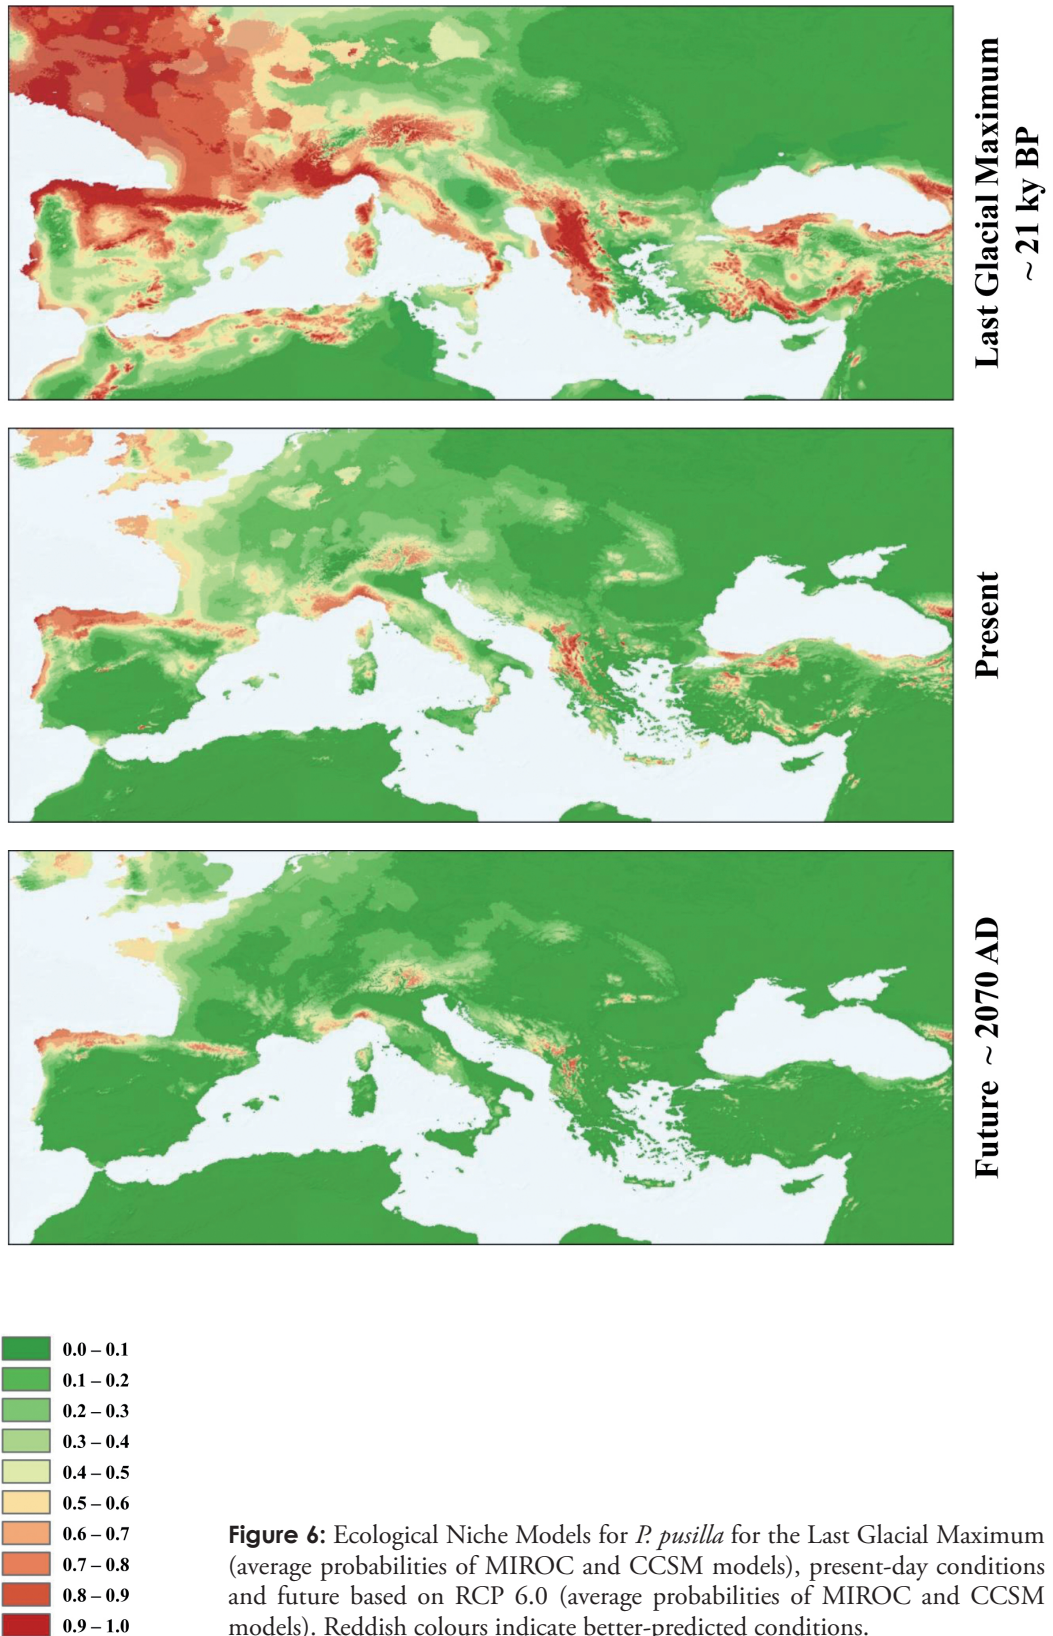 Last Glacial Maximum
~ 21 ky BP
Present
Future ~ 2070 AD
0.0 – 0.1
0.1 – 0.2
0.2 – 0.3
0.3 – 0.4
0.4 – 0.5
0.5 – 0.6
0.6 – 0.7
0.7 – 0.8
0.8 – 0.9
0.9 – 1.0
Figure 6: Ecological Niche Models for P. pusilla for the Last Glacial Maximum
(average probabilities of MIROC and CCSM models), present-day conditions
and future based on RCP 6.0 (average probabilities of MIROC and CCSM
models). Reddish colours indicate better-predicted conditions.